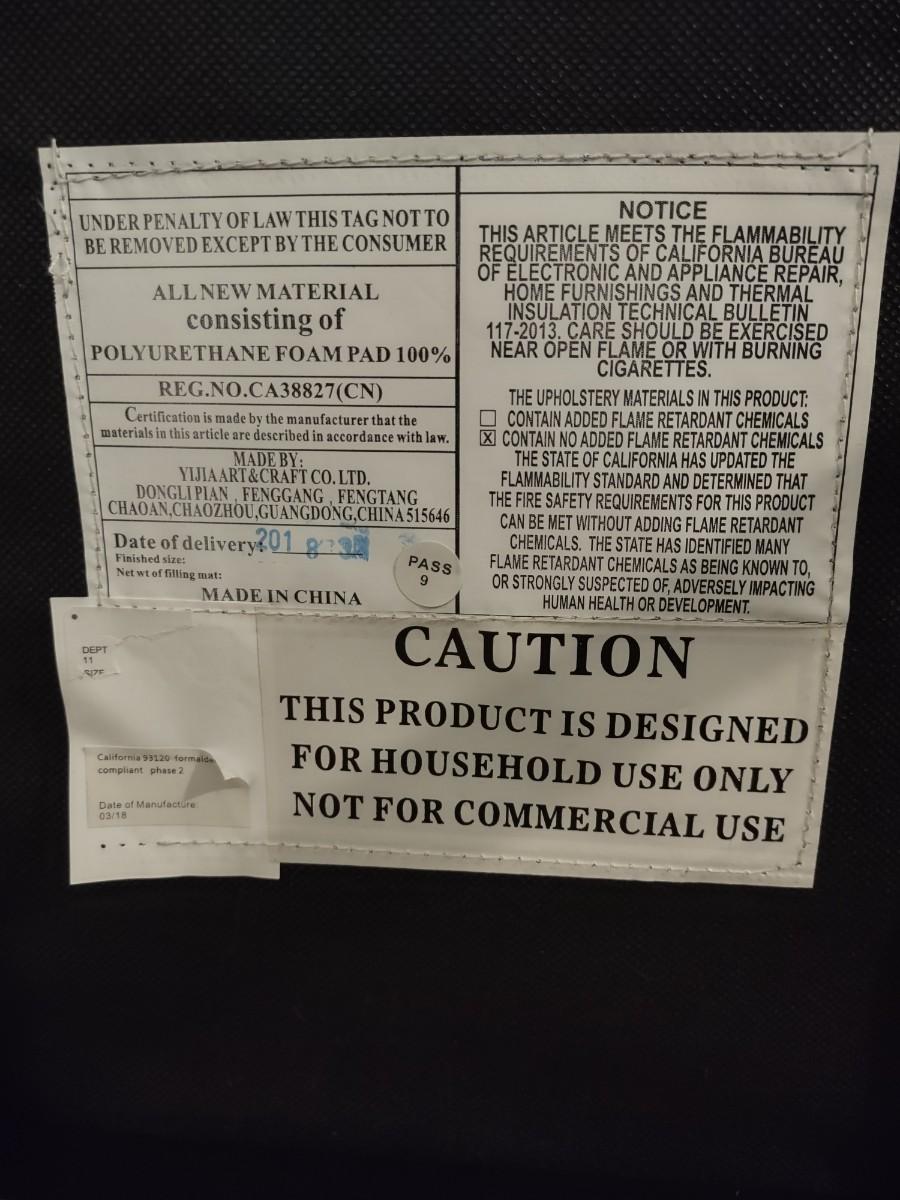 UNDER PENALTY OF LAW THIS TAG NOT TO
BE REMOVED EXCEPT BY THE CONSUMER
ALL NEW MATERIAL
consisting of
POLYURETHANE FOAM PAD 100%
REG.NO.CA38827(CN)
Certification is made by the manufacturer that the
materials in this article are described in accordance with law.
MADE BY:
YIJIA ART&CRAFT CO. LTD.
DONGLI PIAN , FENGGANG , FENGTANG
CHAOAN,CHAOZHOU,GUANGDONG,CHINA 515646
Date of delivery: 2018
Finished size:
Net wt of filling mat:
MADE IN CHINA
PASS
9
NOTICE
THIS ARTICLE MEETS THE FLAMMABILITY
REQUIREMENTS OF CALIFORNIA BUREAU
OF ELECTRONIC AND APPLIANCE REPAIR,
HOME FURNISHINGS AND THERMAL
INSULATION TECHNICAL BULLETIN
117-2013. CARE SHOULD BE EXERCISED
NEAR OPEN FLAME OR WITH BURNING
CIGARETTES.
THE UPHOLSTERY MATERIALS IN THIS PRODUCT:
☐ CONTAIN ADDED FLAME RETARDANT CHEMICALS
☒ CONTAIN NO ADDED FLAME RETARDANT CHEMICALS
THE STATE OF CALIFORNIA HAS UPDATED THE
FLAMMABILITY STANDARD AND DETERMINED THAT
THE FIRE SAFETY REQUIREMENTS FOR THIS PRODUCT
CAN BE MET WITHOUT ADDING FLAME RETARDANT
CHEMICALS. THE STATE HAS IDENTIFIED MANY
FLAME RETARDANT CHEMICALS AS BEING KNOWN TO,
OR STRONGLY SUSPECTED OF, ADVERSELY IMPACTING
HUMAN HEALTH OR DEVELOPMENT.
DEPT
11
SIZE
California 93120 formalde
compliant phase 2
Date of Manufacture:
03/18
CAUTION
THIS PRODUCT IS DESIGNED
FOR HOUSEHOLD USE ONLY
NOT FOR COMMERCIAL USE